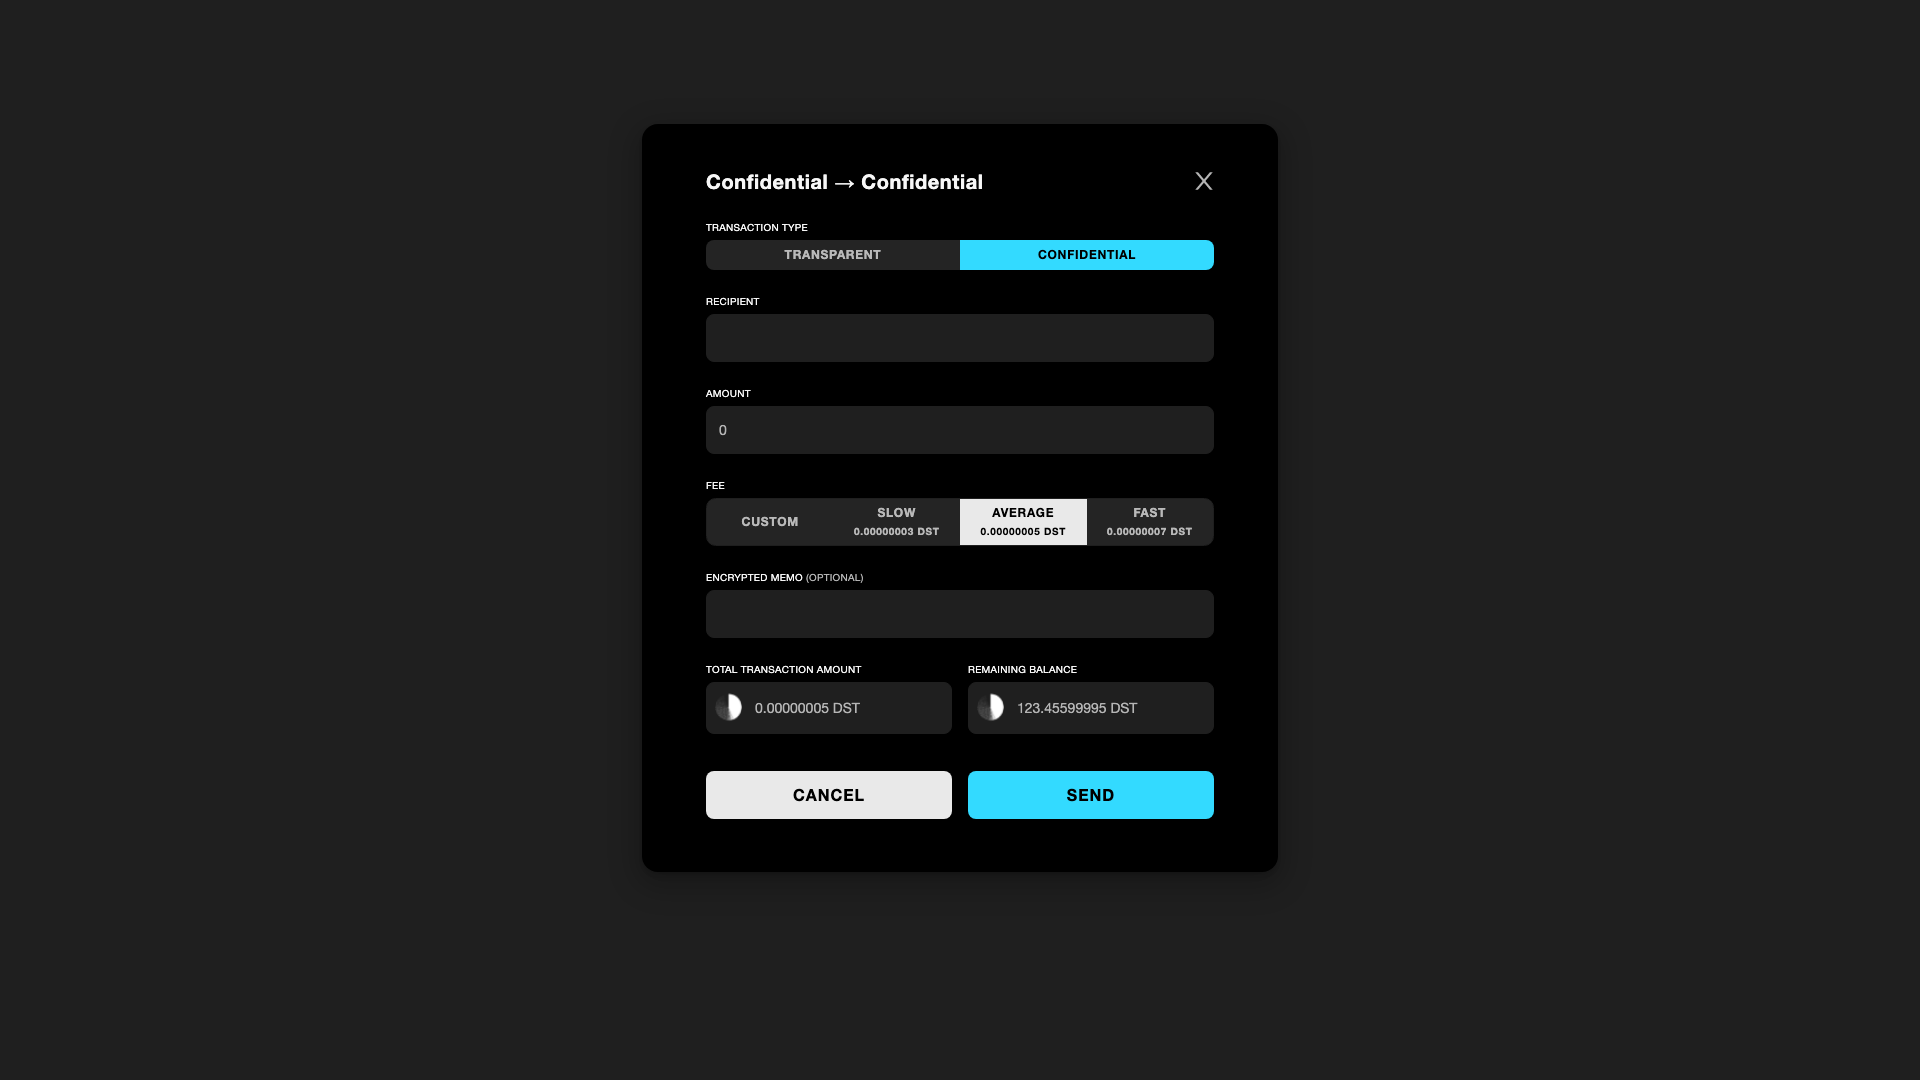 Confidential → Confidential
X
TRANSACTION TYPE
TRANSPARENT
CONFIDENTIAL
RECIPIENT
AMOUNT
0
FEE
CUSTOM
SLOW
0.00000003 DST
AVERAGE
0.00000005 DST
FAST
0.00000007 DST
ENCRYPTED MEMO (OPTIONAL)
TOTAL TRANSACTION AMOUNT
0.00000005 DST
REMAINING BALANCE
123.45599995 DST
CANCEL
SEND